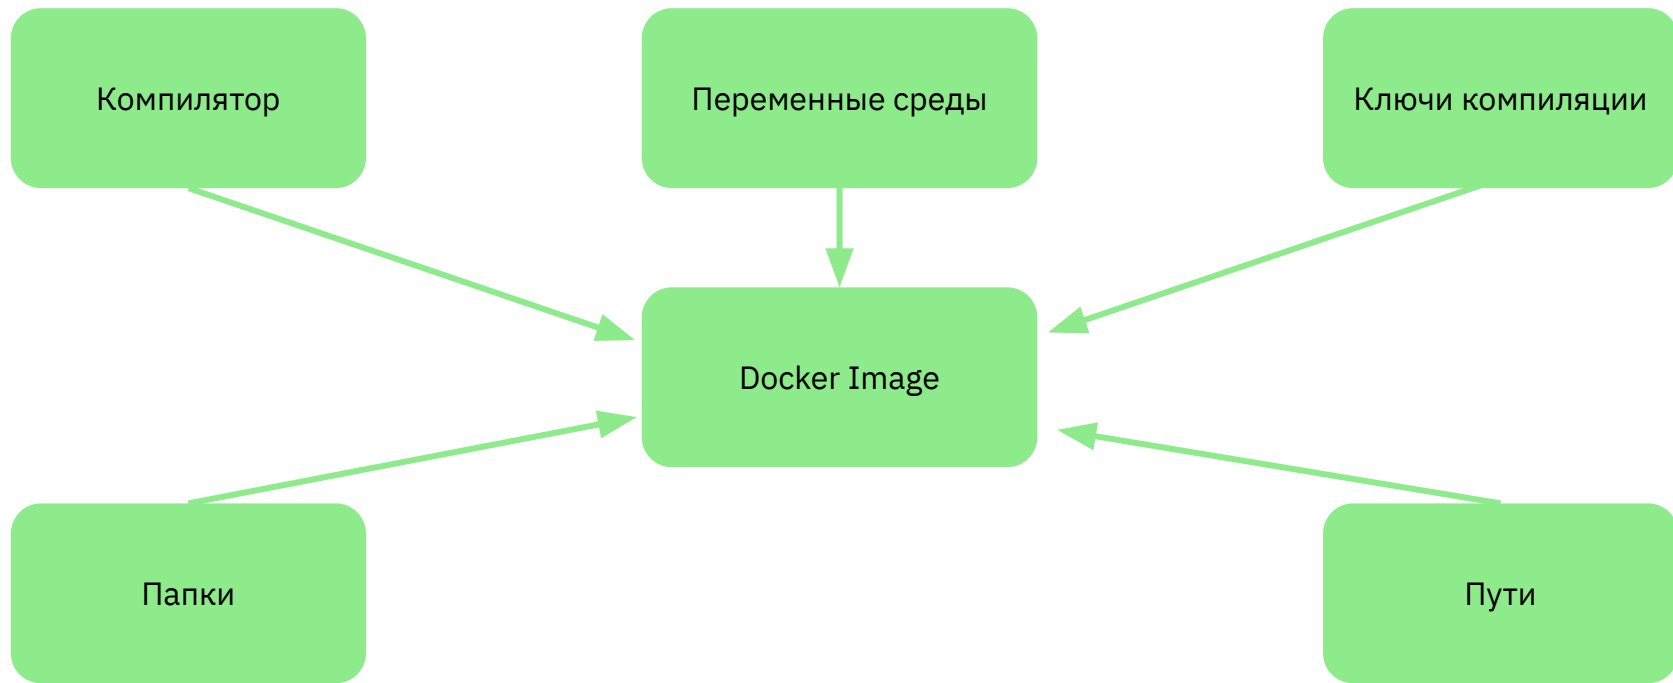 Компилятор
Переменные среды
Ключи компиляции
Docker Image
Папки
Пути